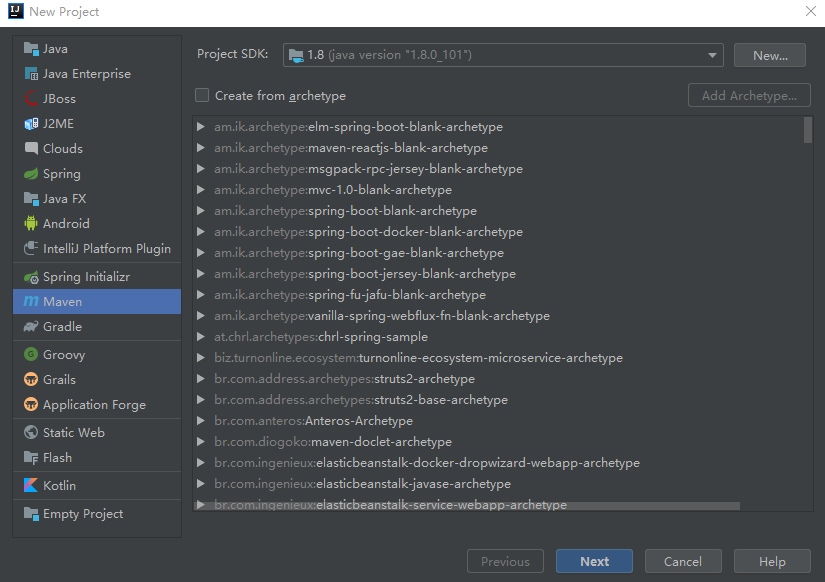 New Project
Java
Java Enterprise
JBoss
J2ME
Clouds
Spring
Java FX
Android
IntelliJ Platform Plugin
Spring Initializr
Maven
Gradle
Groovy
Grails
Application Forge
Static Web
Flash
Kotlin
Empty Project
Project SDK: 1.8 (java version "1.8.0_101") New...
Create from archetype Add Archetype...
am.ik.archetype:elm-spring-boot-blank-archetype
am.ik.archetype:maven-reactjs-blank-archetype
am.ik.archetype:msgpack-rpc-jersey-blank-archetype
am.ik.archetype:mvc-1.0-blank-archetype
am.ik.archetype:spring-boot-blank-archetype
am.ik.archetype:spring-boot-docker-blank-archetype
am.ik.archetype:spring-boot-gae-blank-archetype
am.ik.archetype:spring-boot-jersey-blank-archetype
am.ik.archetype:spring-fu-jafu-blank-archetype
am.ik.archetype:vanilla-spring-webflux-fn-blank-archetype
at.chrl.archetypes:chrl-spring-sample
biz.turnonline.ecosystem:turnonline-ecosystem-microservice-archetype
br.com.address.archetypes:struts2-archetype
br.com.address.archetypes:struts2-base-archetype
br.com.anteros:Anteros-Archetype
br.com.diogoko:maven-doclet-archetype
br.com.ingenieux:elasticbeanstalk-docker-dropwizard-webapp-archetype
br.com.ingenieux:elasticbeanstalk-javase-archetype
br.com.ingenieux:elasticbeanstalk-service-webapp-archetype
Previous Next Cancel Help